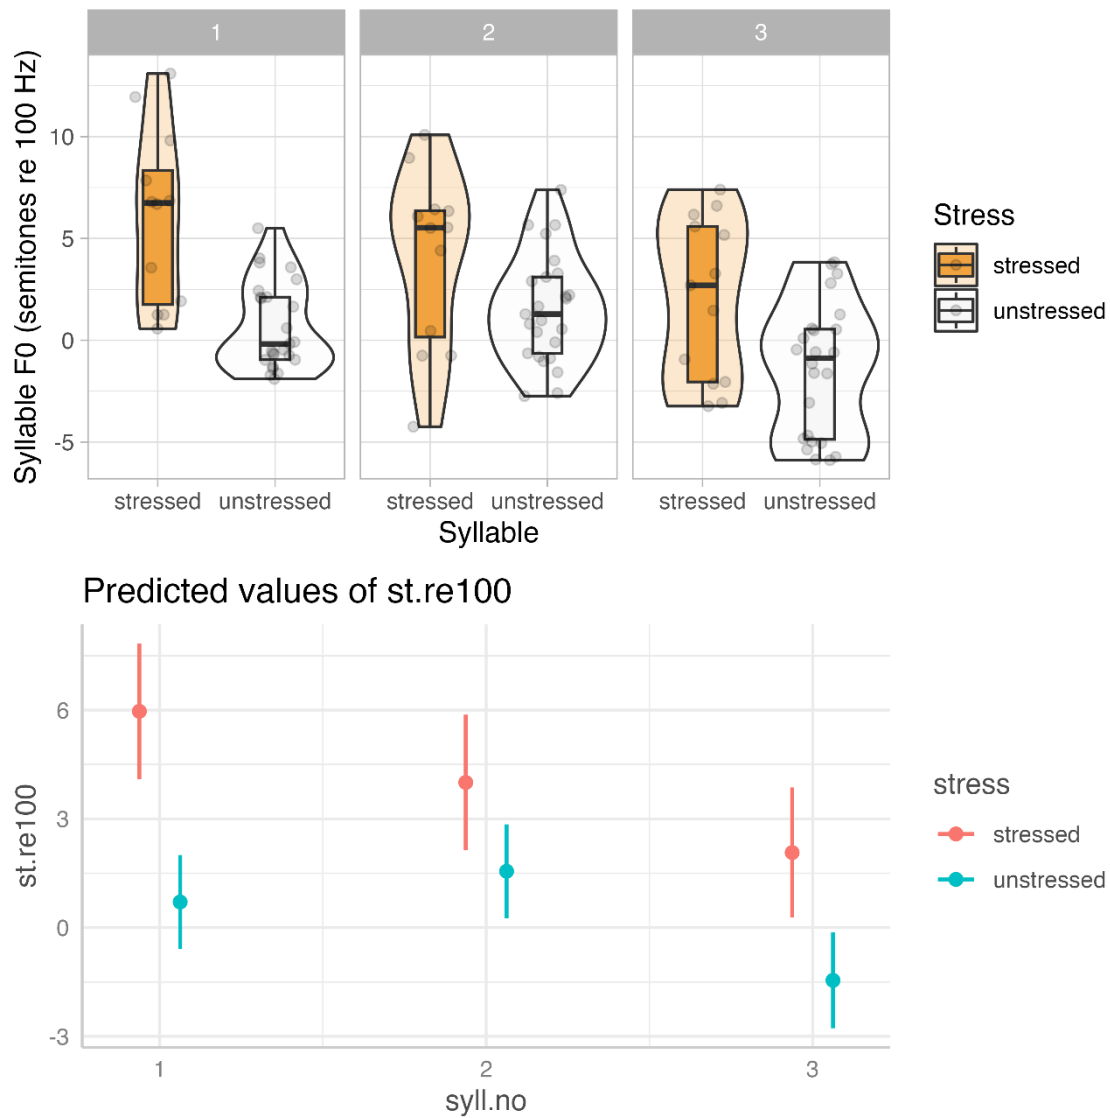 1 2 3
Syllable F0 (semitones re 100 Hz)
10
5
0
-5
stressed unstressed stressed unstressed stressed unstressed
Syllable
Stress
stressed
unstressed
Predicted values of st.re100
st.re100
6
3
0
-3
1 2 3
syll.no
stress
stressed
unstressed